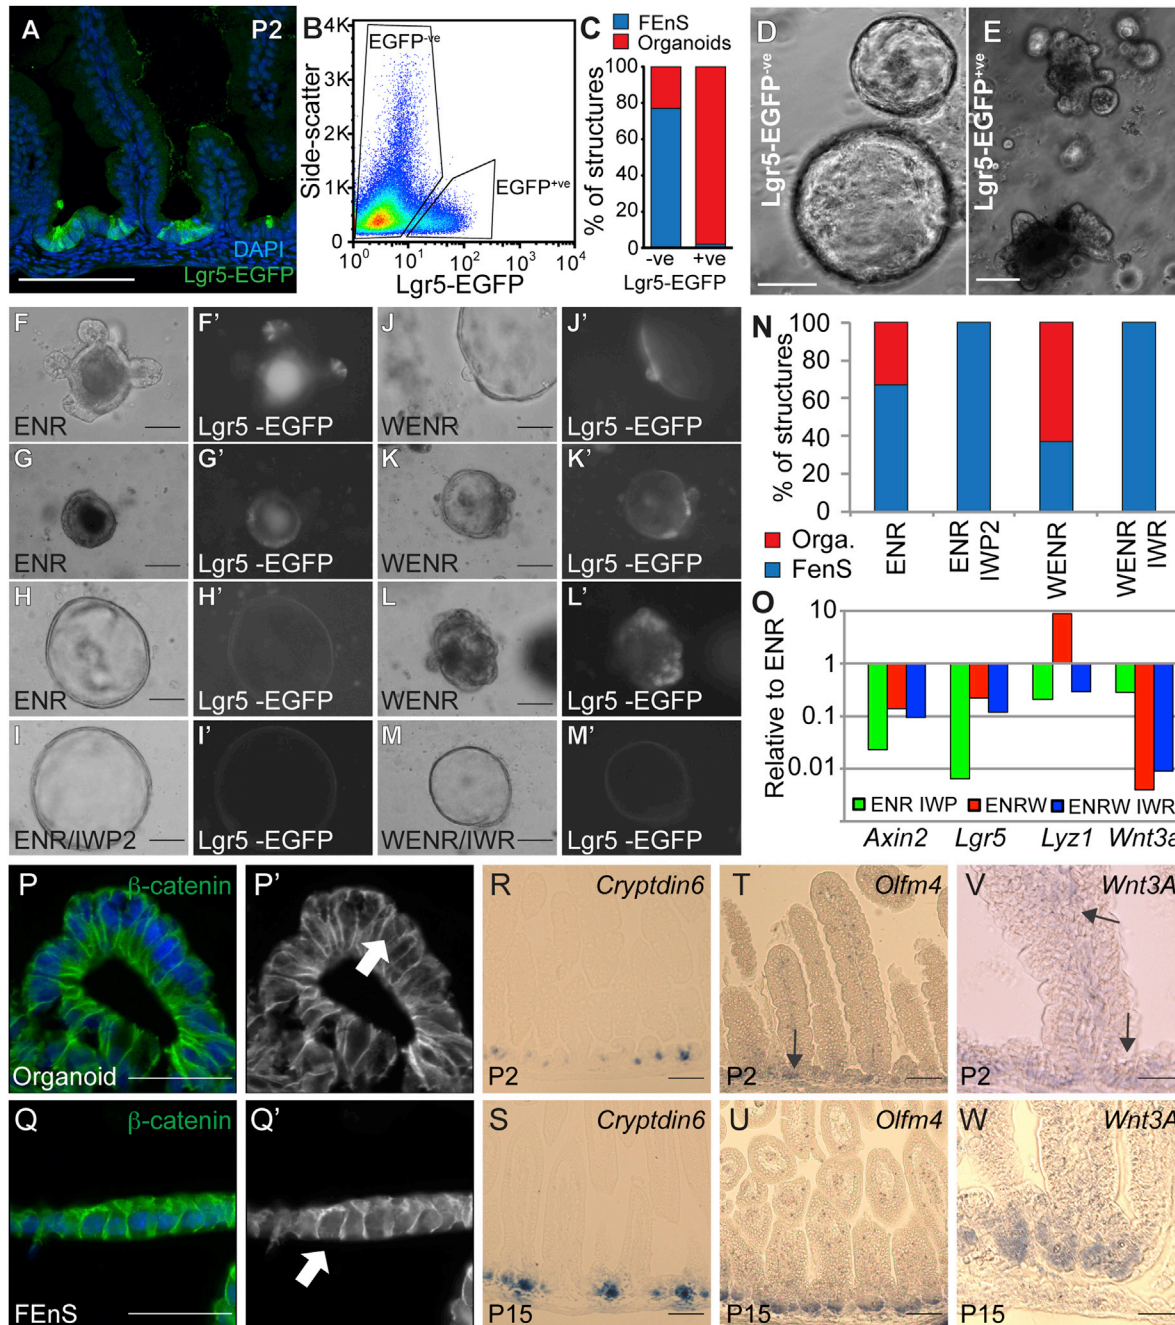 A
P2
DAPI
Lgr5-EGFP
B
EGFP-ve
EGFP+ve
Side-scatter
4K
3K
2K
1K
0
10^0 10^1 10^2 10^3 10^4
Lgr5-EGFP
C
FEnS
Organoids
% of structures
100
80
60
40
20
0
-ve +ve
Lgr5-EGFP
D
Lgr5-EGFP-ve
E
Lgr5-EGFP+ve
F
ENR
F'
Lgr5 -EGFP
J
WENR
J'
Lgr5 -EGFP
G
ENR
G'
Lgr5 -EGFP
K
WENR
K'
Lgr5 -EGFP
H
ENR
H'
Lgr5 -EGFP
L
WENR
L'
Lgr5 -EGFP
I
ENR/IWP2
I'
Lgr5 -EGFP
M
WENR/IWR
M'
Lgr5 -EGFP
N
% of structures
100
80
60
40
20
0
Orga.
FenS
ENR
ENR
IWP2
WENR
WENR
IWR
O
Relative to ENR
10
1
0.1
0.01
ENR IWP ENRW ENRW IWR
Axin2 Lgr5 Lyz1 Wnt3a
P
β-catenin
Organoid
P'
R
Cryptdin6
P2
T
Olfm4
P2
V
Wnt3A
P2
Q
β-catenin
FEnS
Q'
S
Cryptdin6
P15
U
Olfm4
P15
W
Wnt3A
P15